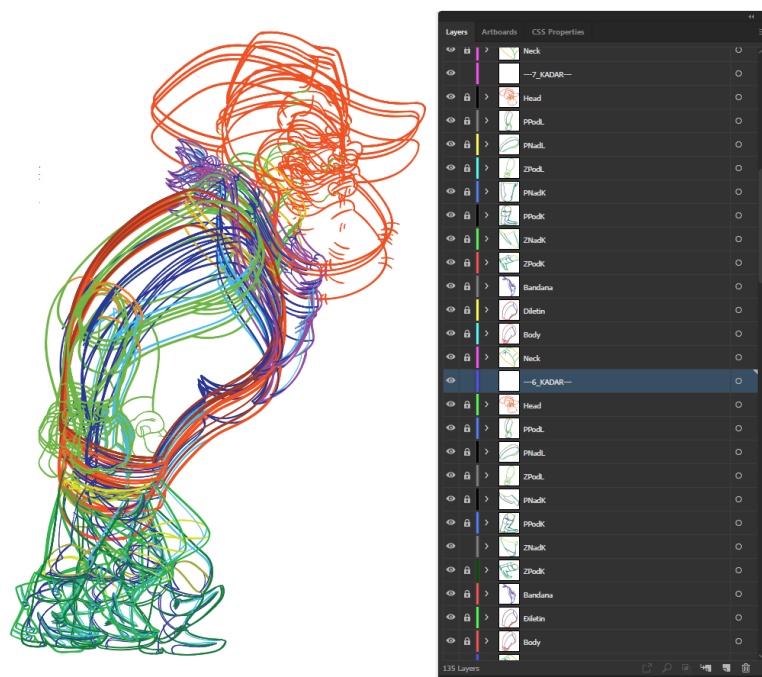 Layers Artboards CSS Properties
Neck
---7_KADAR---
Head
PPodL
PNadL
ZPodL
PNadK
PPodK
ZNadK
ZPodK
Bandana
Diletin
Body
Neck
---6_KADAR---
Head
PPodL
PNadL
ZPodL
PNadK
PPodK
ZNadK
ZPodK
Bandana
Điletin
Body
135 Layers